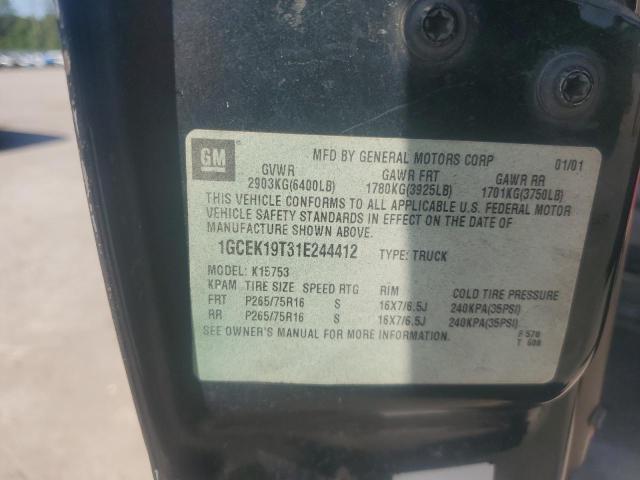 GM
MFD BY GENERAL MOTORS CORP 01/01
GVWR GAWR FRT GAWR RR
2903KG(6400LB) 1780KG(3925LB) 1701KG(3750LB)
THIS VEHICLE CONFORMS TO ALL APPLICABLE U.S. FEDERAL MOTOR
VEHICLE SAFETY STANDARDS IN EFFECT ON THE DATE OF
MANUFACTURE SHOWN ABOVE.
1GCEK19T31E244412 TYPE: TRUCK
MODEL: K15753
KPAM TIRE SIZE SPEED RTG RIM COLD TIRE PRESSURE
FRT P265/75R16 S 16X7/6.5J 240KPA(35PSI)
RR P265/75R16 S 16X7/6.5J 240KPA(35PSI)
SEE OWNER'S MANUAL FOR MORE INFORMATION.
570
T 608